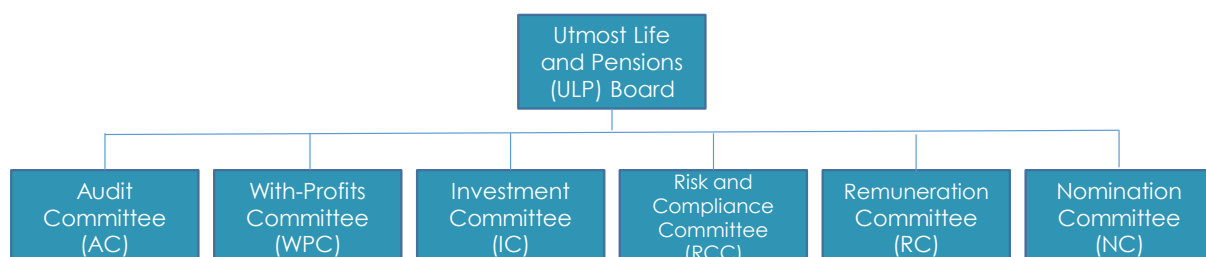 Utmost Life
and Pensions
(ULP) Board
Audit
Committee
(AC)
With-Profits
Committee
(WPC)
Investment
Committee
(IC)
Risk and
Compliance
Committee
(RCC)
Remuneration
Committee
(RC)
Nomination
Committee
(NC)